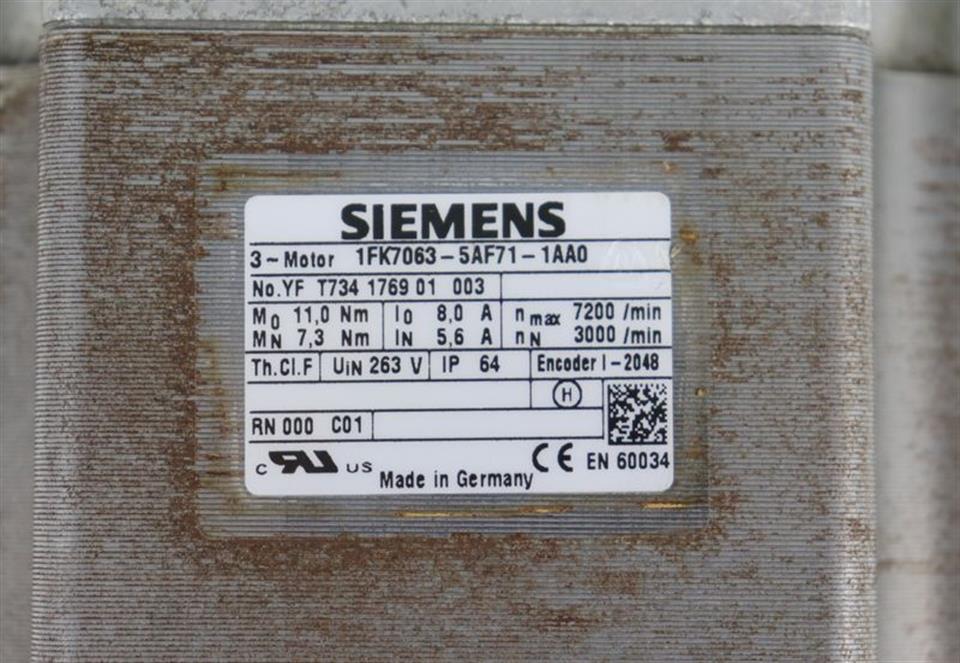 SIEMENS
3~Motor 1FK7063-5AF71-1AA0
No.YF T734 1769 01 003
M0 11,0 Nm I0 8,0 A nmax 7200 /min
MN 7,3 Nm IN 5,6 A nN 3000 /min
Th.Cl.F UIN 263 V IP 64 Encoder I-2048
H
RN 000 C01
C RU US CE EN 60034
Made in Germany